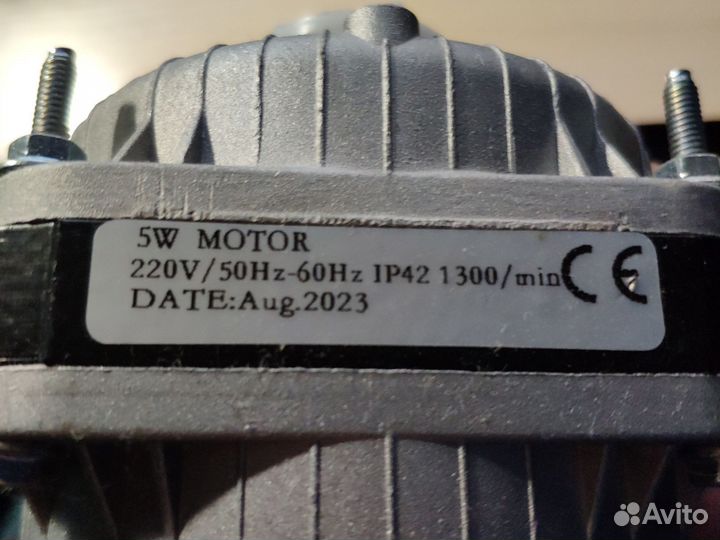 5W MOTOR
220V/50Hz-60Hz IP42 1300/min CE
DATE:Aug.2023
Avito